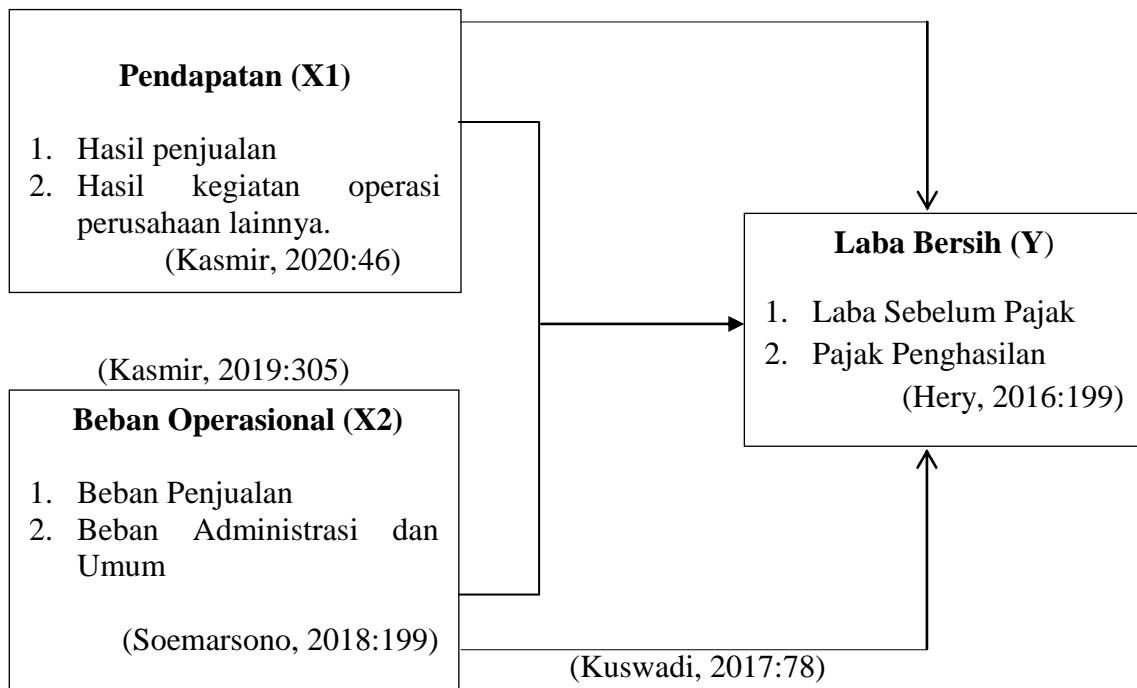 Pendapatan (X1)
1. Hasil penjualan
2. Hasil kegiatan operasi
perusahaan lainnya.
(Kasmir, 2020:46)
(Kasmir, 2019:305)
Beban Operasional (X2)
1. Beban Penjualan
2. Beban Administrasi dan
Umum
(Soemarsono, 2018:199)
(Kuswadi, 2017:78)
Laba Bersih (Y)
1. Laba Sebelum Pajak
2. Pajak Penghasilan
(Hery, 2016:199)